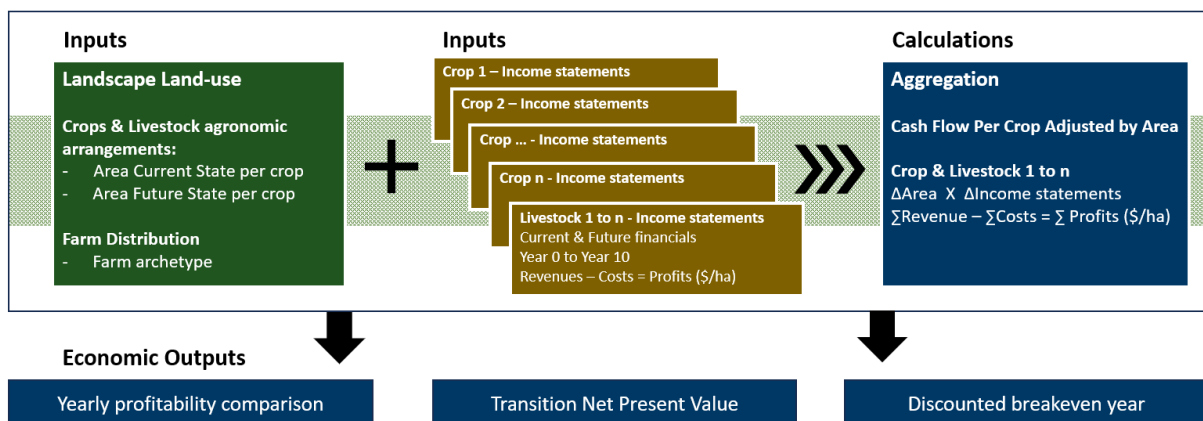 Inputs
Landscape Land-use
Crops & Livestock agronomic
arrangements:
- Area Current State per crop
- Area Future State per crop
Farm Distribution
- Farm archetype
Inputs
Crop 1 – Income statements
Crop 2 – Income statements
Crop ... - Income statements
Crop n - Income statements
Livestock 1 to n - Income statements
Current & Future financials
Year 0 to Year 10
Revenues – Costs = Profits ($/ha)
Calculations
Aggregation
Cash Flow Per Crop Adjusted by Area
Crop & Livestock 1 to n
ΔArea X ΔIncome statements
∑Revenue – ∑Costs = ∑ Profits ($/ha)
Economic Outputs
Yearly profitability comparison
Transition Net Present Value
Discounted breakeven year